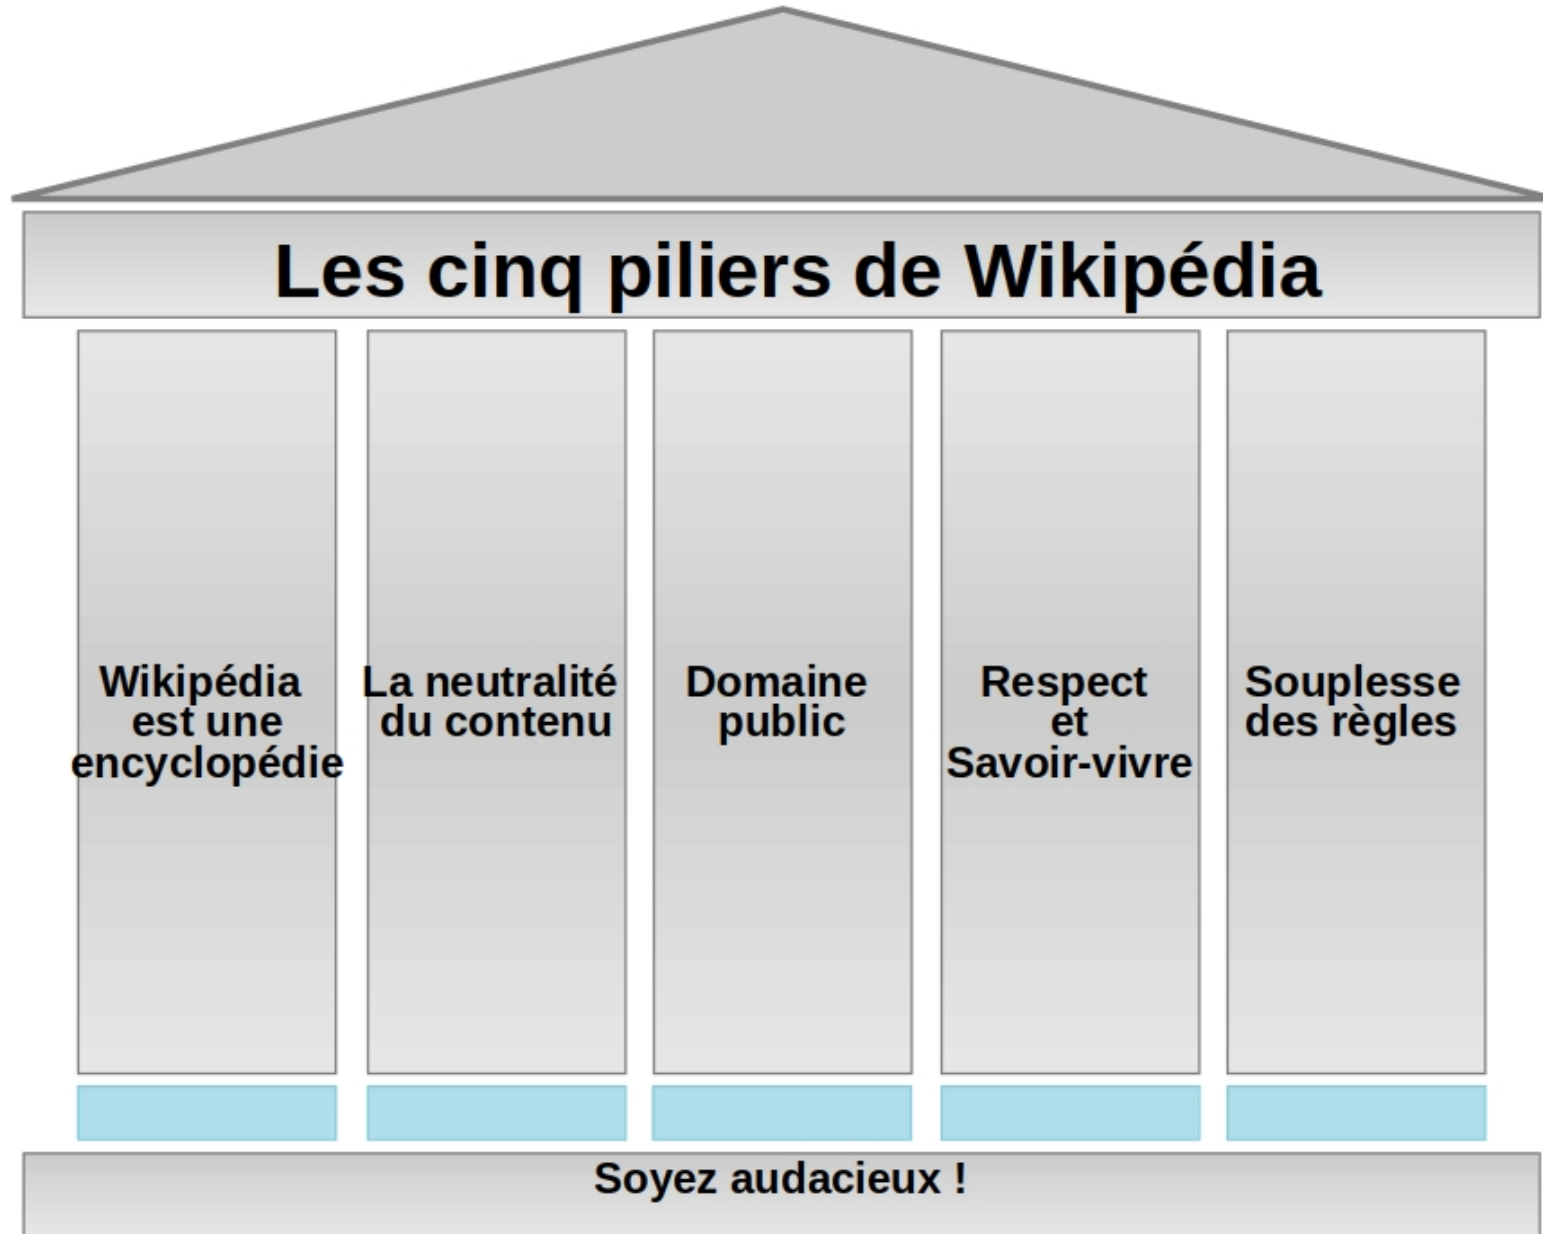 Les cinq piliers de Wikipédia
Wikipédia
est une
encyclopédie
La neutralité
du contenu
Domaine
public
Respect
et
Savoir-vivre
Souplesse
des règles
Soyez audacieux !